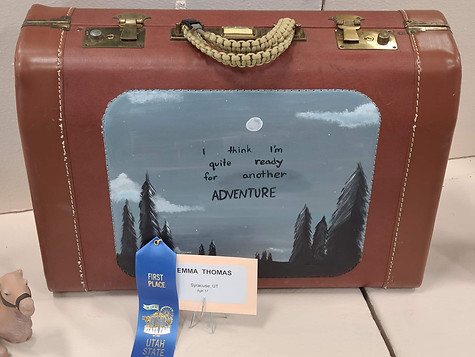 I think I'm
quite ready
for another
ADVENTURE
EMMA THOMAS
Syracuse, UT
FIRST
PLACE
UTAH
STATE